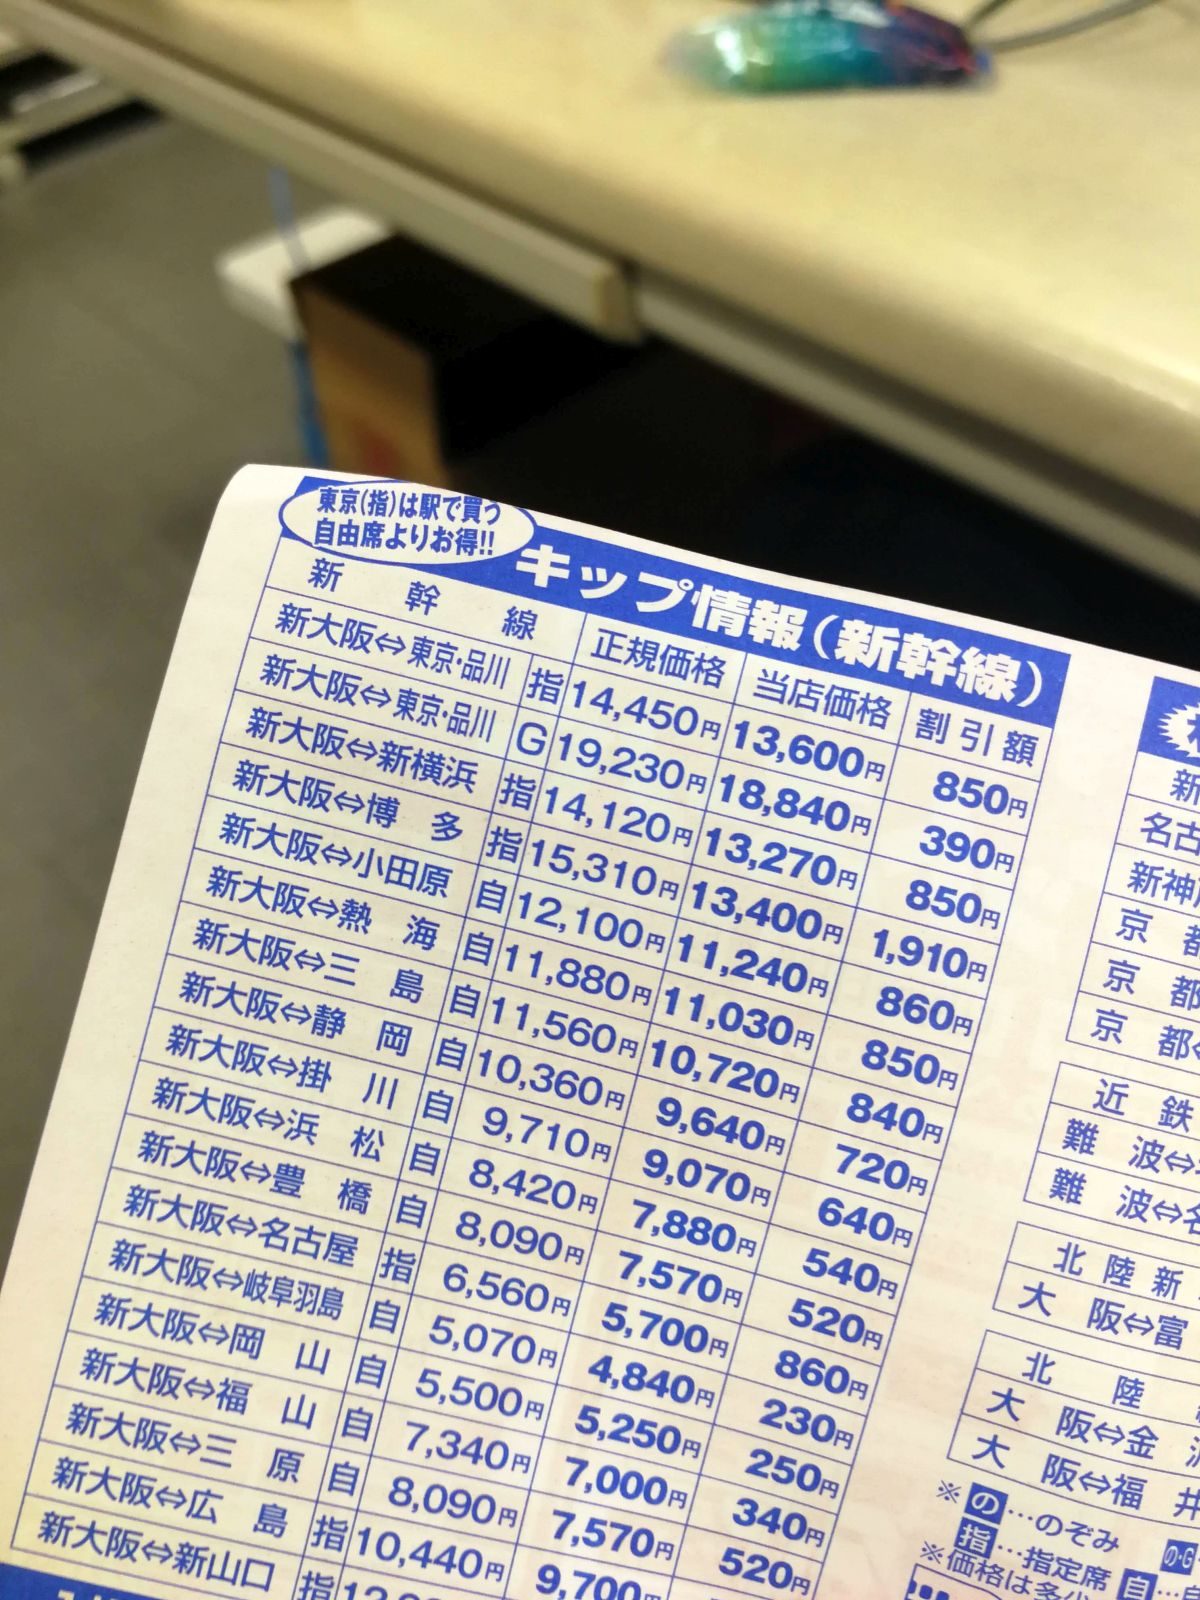 東京(指)は駅で買う
自由席よりお得!!
キップ情報(新幹線)
新幹線 正規価格 当店価格 割引額
新大阪⇔東京・品川 指 14,450円 13,600円 850円
新大阪⇔東京・品川 G 19,230円 18,840円 390円
新大阪⇔新横浜 指 14,120円 13,270円 850円
新大阪⇔博多 指 15,310円 13,400円 1,910円
新大阪⇔小田原 自 12,100円 11,240円 860円
新大阪⇔熱海 自 11,880円 11,030円 850円
新大阪⇔三島 自 11,560円 10,720円 840円
新大阪⇔静岡 自 10,360円 9,640円 720円
新大阪⇔掛川 自 9,710円 9,070円 640円
新大阪⇔浜松 自 8,420円 7,880円 540円
新大阪⇔豊橋 自 8,090円 7,570円 520円
新大阪⇔名古屋 指 6,560円 5,700円 860円
新大阪⇔岐阜羽島 自 5,070円 4,840円 230円
新大阪⇔岡山 自 5,500円 5,250円 250円
新大阪⇔福山 自 7,340円 7,000円 340円
新大阪⇔三原 自 8,090円 7,570円 520円
新大阪⇔広島 指 10,440円 9,700円
新大阪⇔新山口 指
新
名古
新神
京都
京都
京都
近鉄
難波⇔
難波⇔名
北陸新
大阪⇔富
北陸
大阪⇔金
大阪⇔福井
※の…のぞみ の・G
指…指定席 自…
※価格は多少